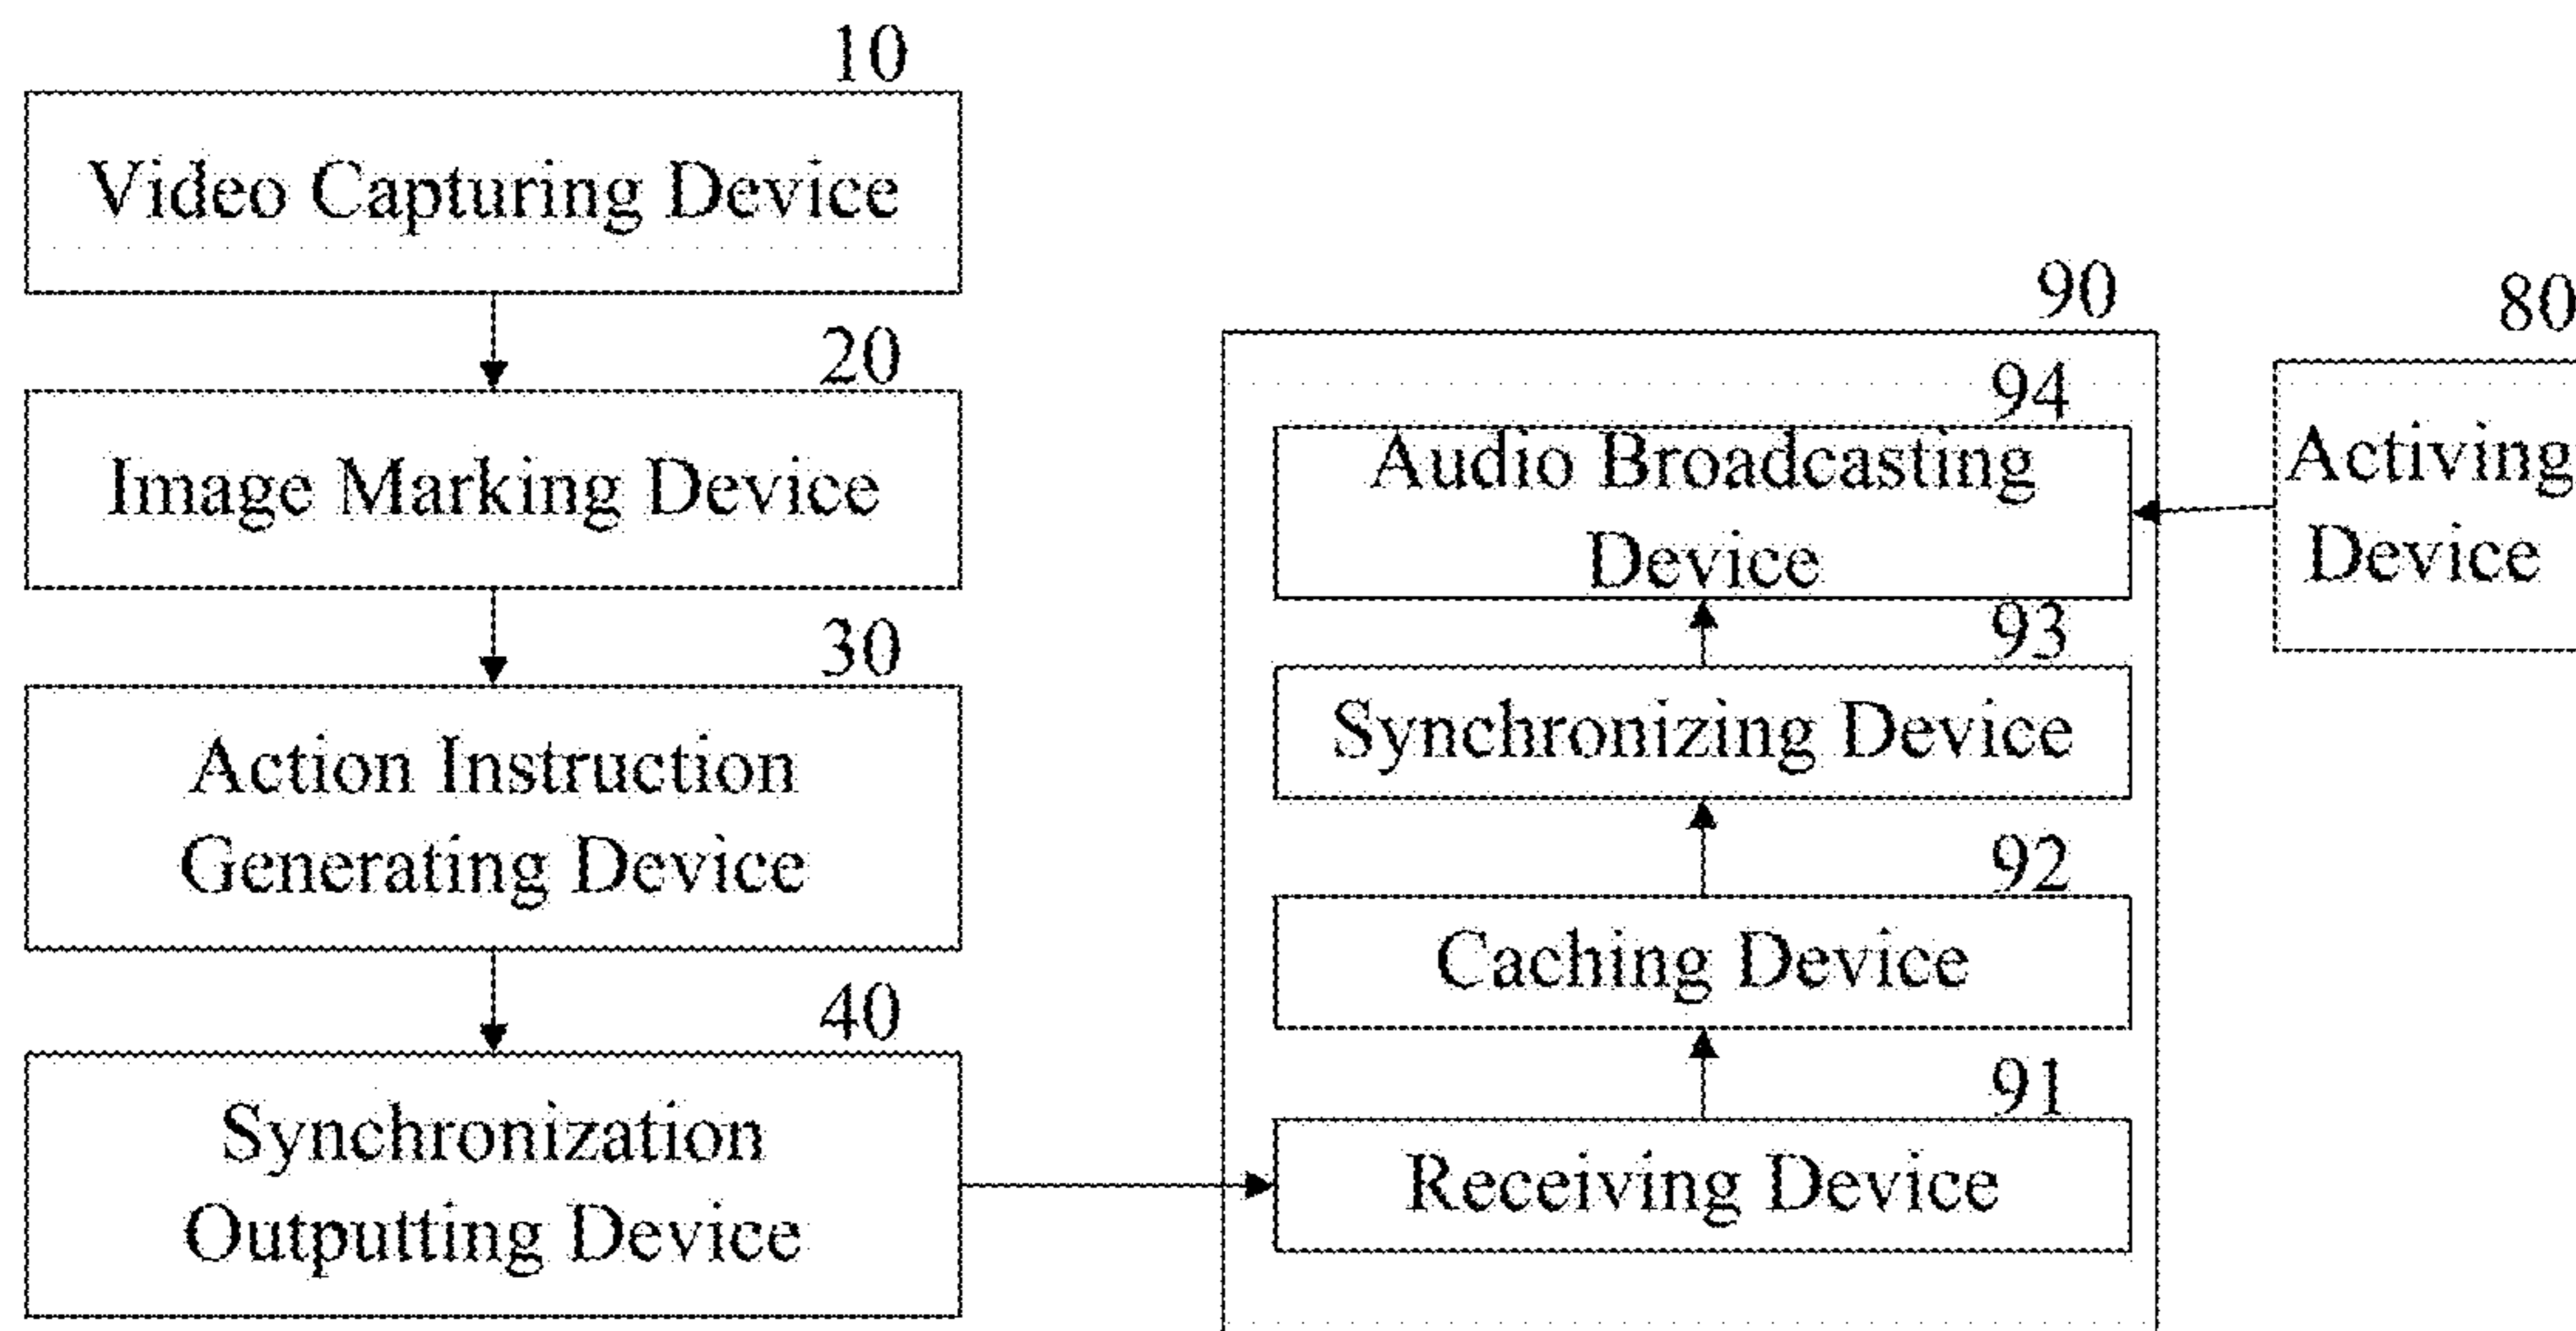 10
Video Capturing Device
20
Image Marking Device
30
Action Instruction
Generating Device
40
Synchronization
Outputting Device
90
94
Audio Broadcasting
Device
93
Synchronizing Device
92
Caching Device
91
Receiving Device
80
Activing
Device